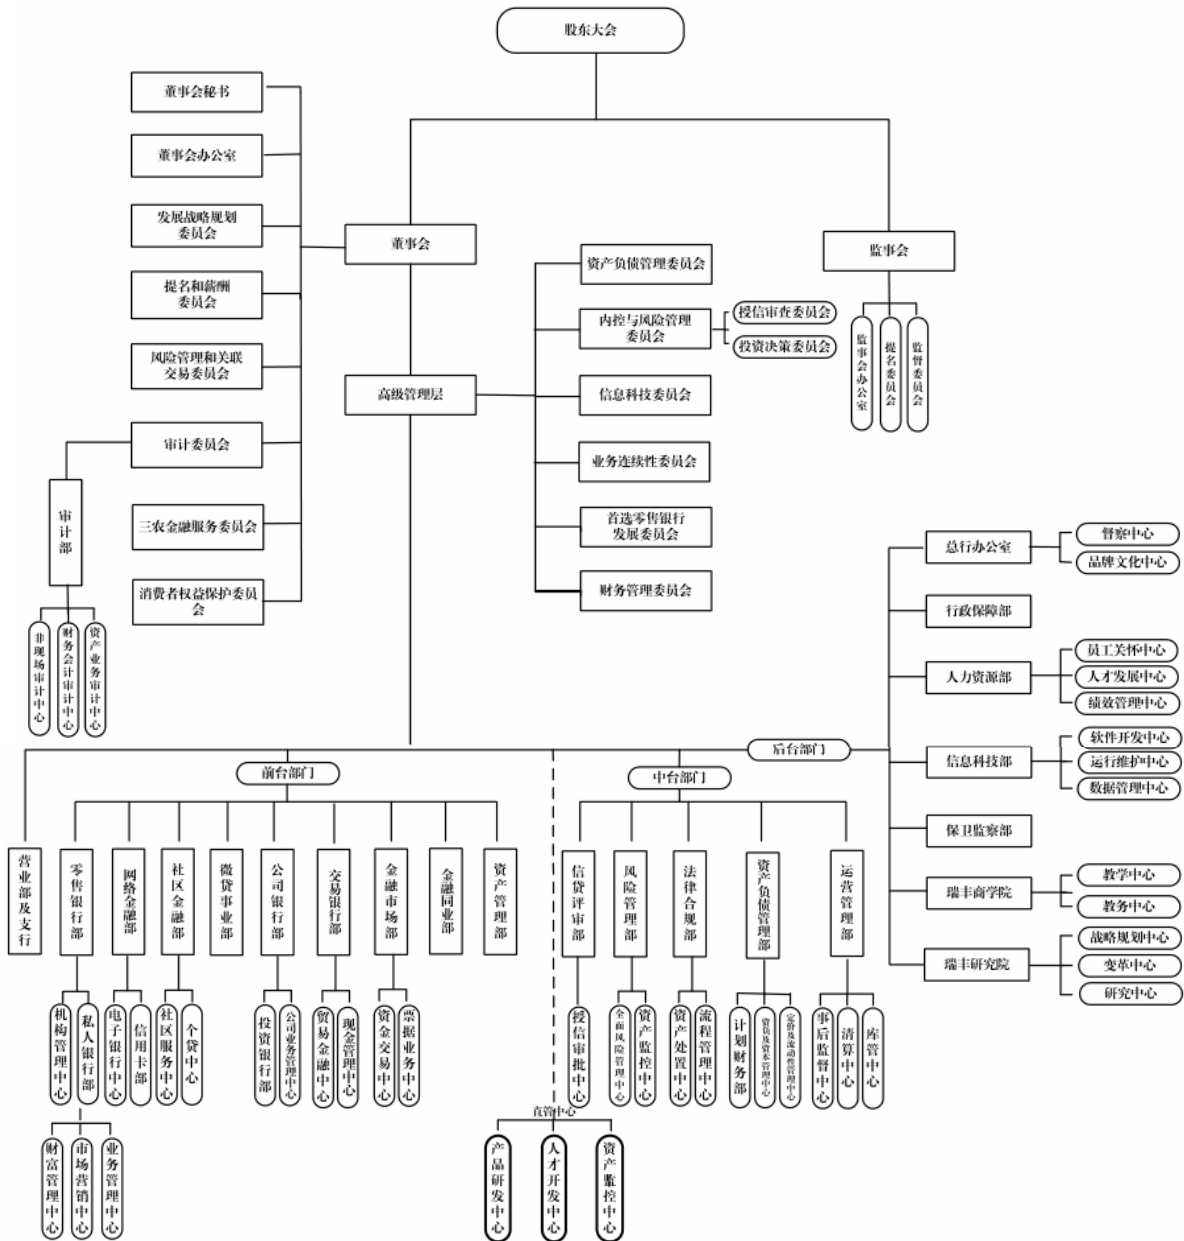 股东大会
董事会秘书
董事会办公室
发展战略规划
委员会
提名和薪酬
委员会
风险管理和关联
交易委员会
审计委员会
三农金融服务委员会
消费者权益保护委员
会
审计部
非现场审计中心
财务会计审计中心
资产业务审计中心
董事会
高级管理层
资产负债管理委员会
内控与风险管理
委员会
授信审查委员会
投资决策委员会
信息科技委员会
业务连续性委员会
首选零售银行
发展委员会
财务管理委员会
监事会
监事会办公室
提名委员会
监督委员会
总行办公室
督察中心
品牌文化中心
行政保障部
人力资源部
员工关怀中心
人才发展中心
绩效管理中心
信息科技部
软件开发中心
运行维护中心
数据管理中心
保卫监察部
瑞丰商学院
教学中心
教务中心
瑞丰研究院
战略规划中心
变革中心
研究中心
后台部门
前台部门
中台部门
营业部及支行
零售银行部
网络金融部
社区金融部
微贷事业部
公司银行部
交易银行部
金融市场部
金融同业部
资产管理部
信贷评审部
风险管理部
法律合规部
资产负债管理部
运营管理部
机构管理中心
私人银行部
电子银行中心
信用卡部
社区服务中心
个贷中心
投资银行部
公司业务管理中心
贸易金融中心
现金管理中心
资金交易中心
票据业务中心
授信审批中心
全面风险管理中心
资产监控中心
资产处置中心
流程管理中心
计划财务部
资负及资本管理中心
定价及流动性管理中心
事后监督中心
清算中心
库管中心
财富管理中心
市场营销中心
业务管理中心
直管中心
产品研发中心
人才开发中心
资产监控中心